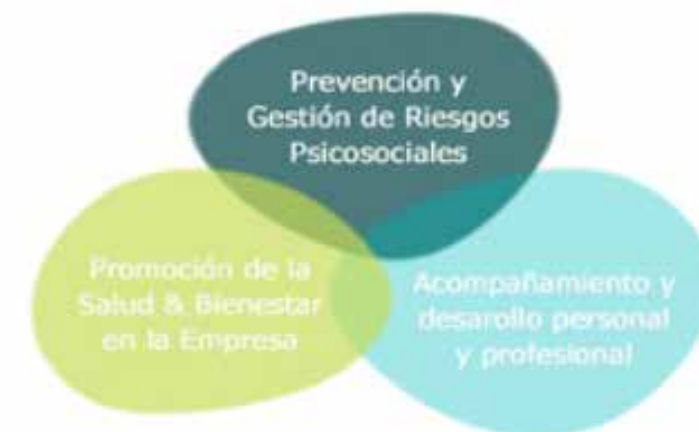 Prevención y
Gestión de Riesgos
Psicosociales
Promoción de la
Salud & Bienestar
en la Empresa
Acompañamiento y
desarollo personal
y profesional